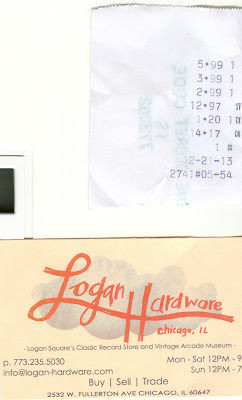 5·99 1
3·99 1
2·99 1
12·97 ST
1·20 1
14·17
1 #
2-21-13
2741#05-54
Logan
Hardware
chicago, IL
- Logan Square's Classic Record Store and Vintage Arcade Museum -
p. 773.235.5030
Mon - Sat 12PM - 9
info@logan-hardware.com
Sun 12PM - 7
Buy | Sell | Trade
2532 W. FULLERTON AVE CHICAGO, IL 60647